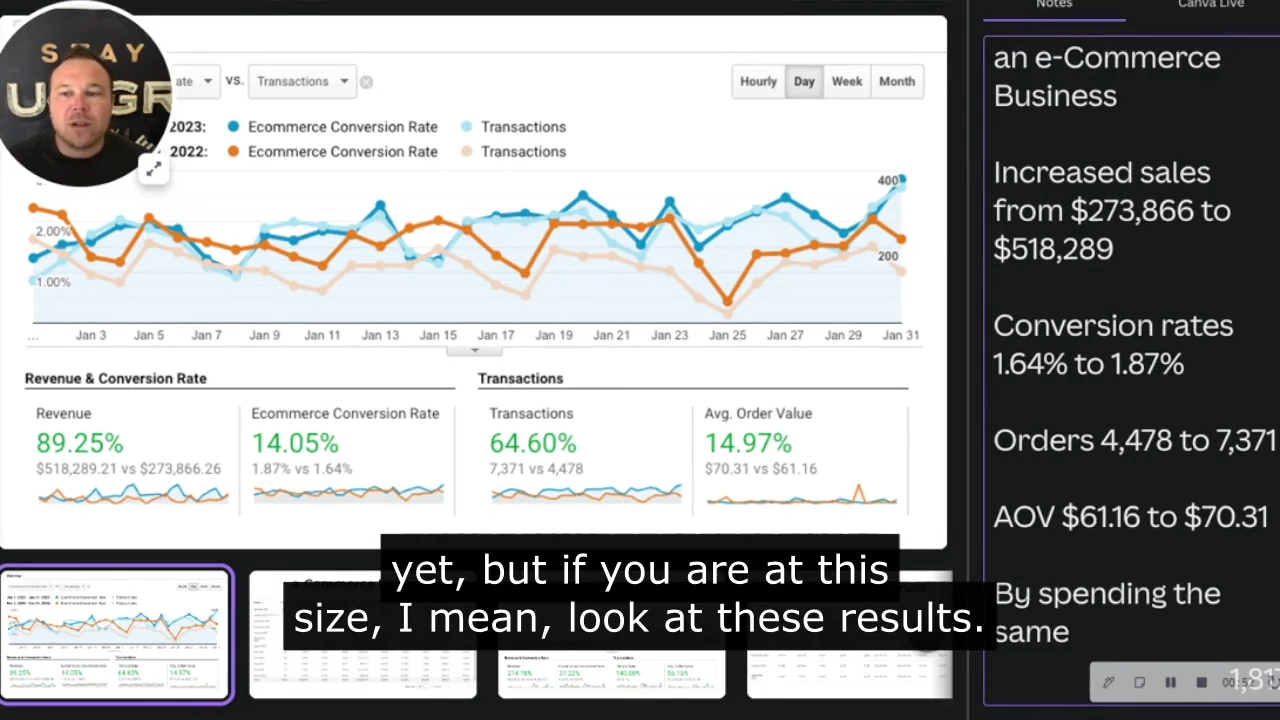 Notes
Canva Live
STAY
ate
VS.
Transactions
Hourly
Day
Week
Month
2023:
Ecommerce Conversion Rate
Transactions
2022:
Ecommerce Conversion Rate
Transactions
400
2.00%
200
1.00%
...
Jan 3
Jan 5
Jan 7
Jan 9
Jan 11
Jan 13
Jan 15
Jan 17
Jan 19
Jan 21
Jan 23
Jan 25
Jan 27
Jan 29
Jan 31
Revenue & Conversion Rate
Transactions
Revenue
89.25%
$518,289.21 vs $273,866.26
Ecommerce Conversion Rate
14.05%
1.87% vs 1.64%
Transactions
64.60%
7,371 vs 4,478
Avg. Order Value
14.97%
$70.31 vs $61.16
an e-Commerce
Business
Increased sales
from $273,866 to
$518,289
Conversion rates
1.64% to 1.87%
Orders 4,478 to 7,371
AOV $61.16 to $70.31
By spending the
same
yet, but if you are at this
size, I mean, look at these results.